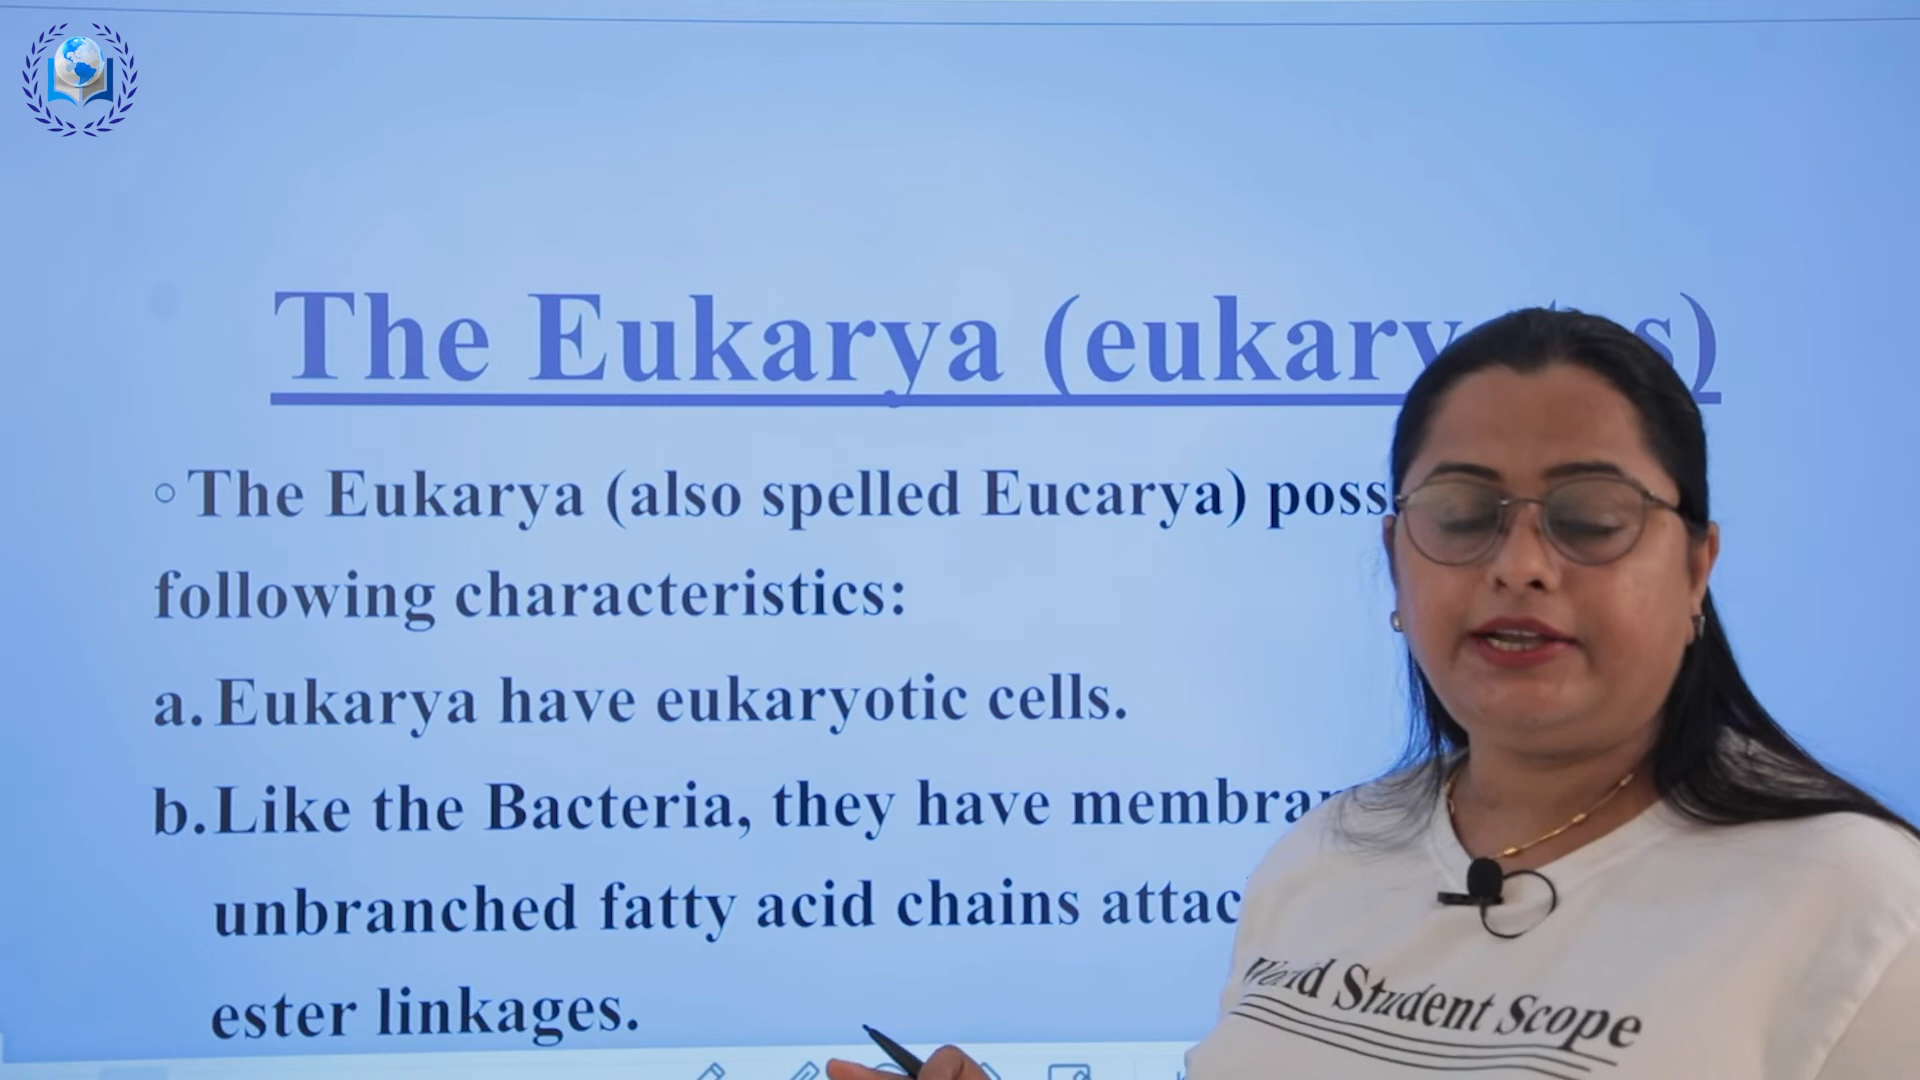 The Eukarya (eukary s)
◦ The Eukarya (also spelled Eucarya) poss
following characteristics:
a. Eukarya have eukaryotic cells.
b. Like the Bacteria, they have membra
unbranched fatty acid chains attac
ester linkages.
World Student Scope